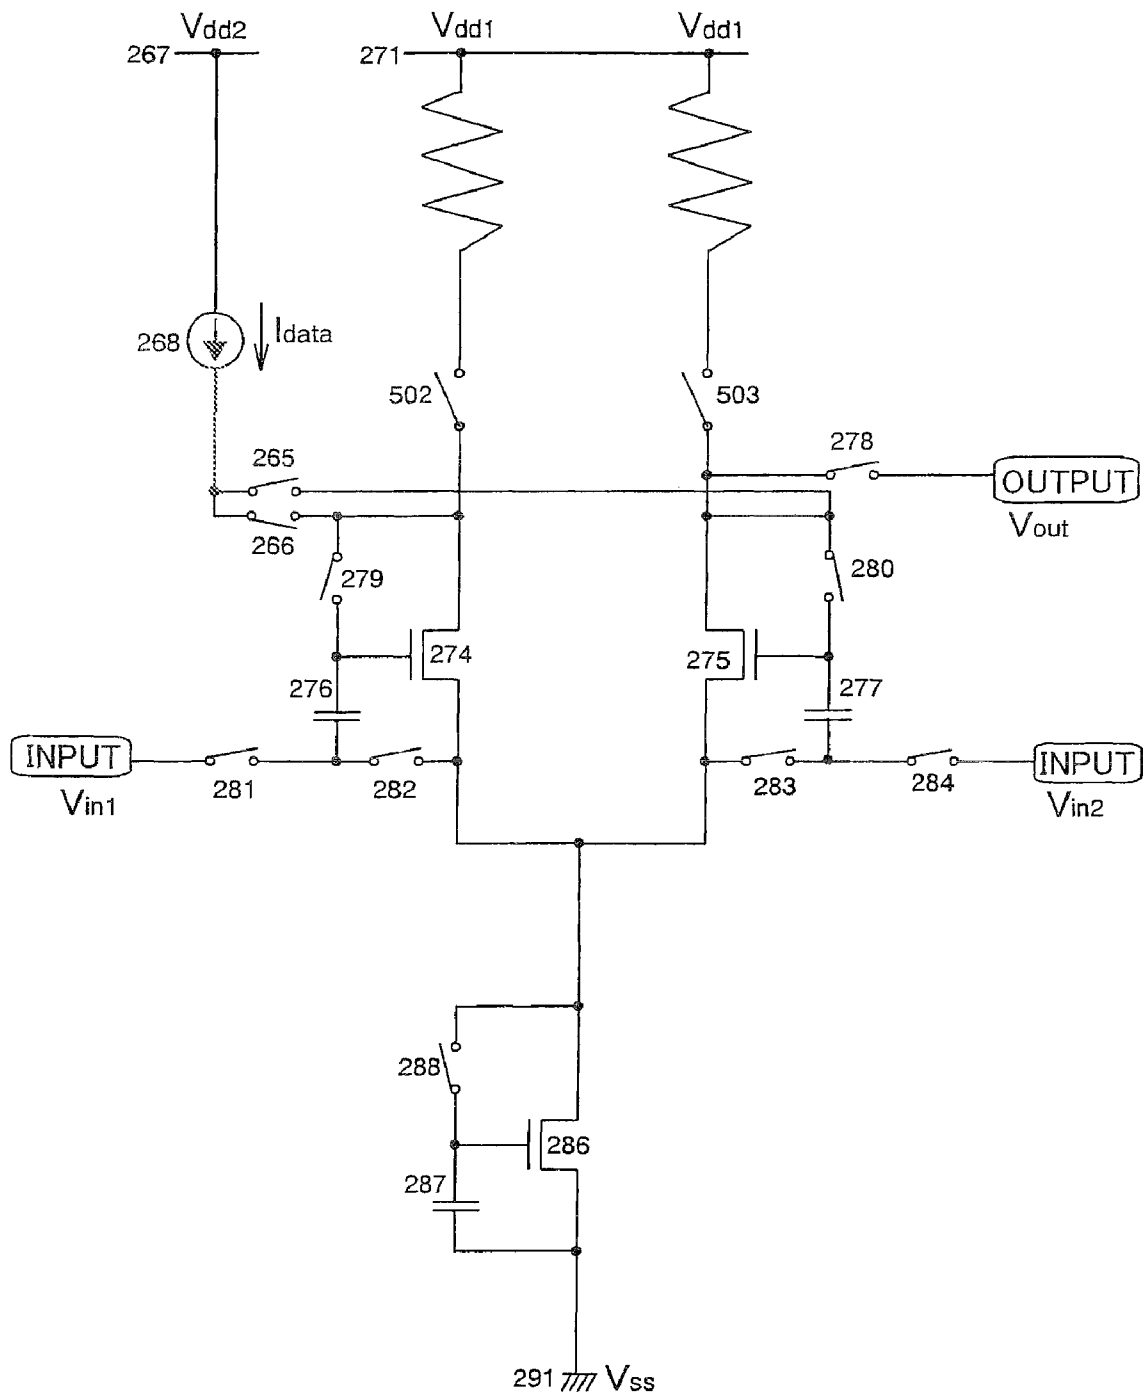 Vdd2 Vdd1 Vdd1
267 271
268 Idata
502 503
265 278
OUTPUT
266 Vout
279 280
274 275
276 277
INPUT 281 282 283 284 INPUT
Vin1 Vin2
288
286
287
291 Vss